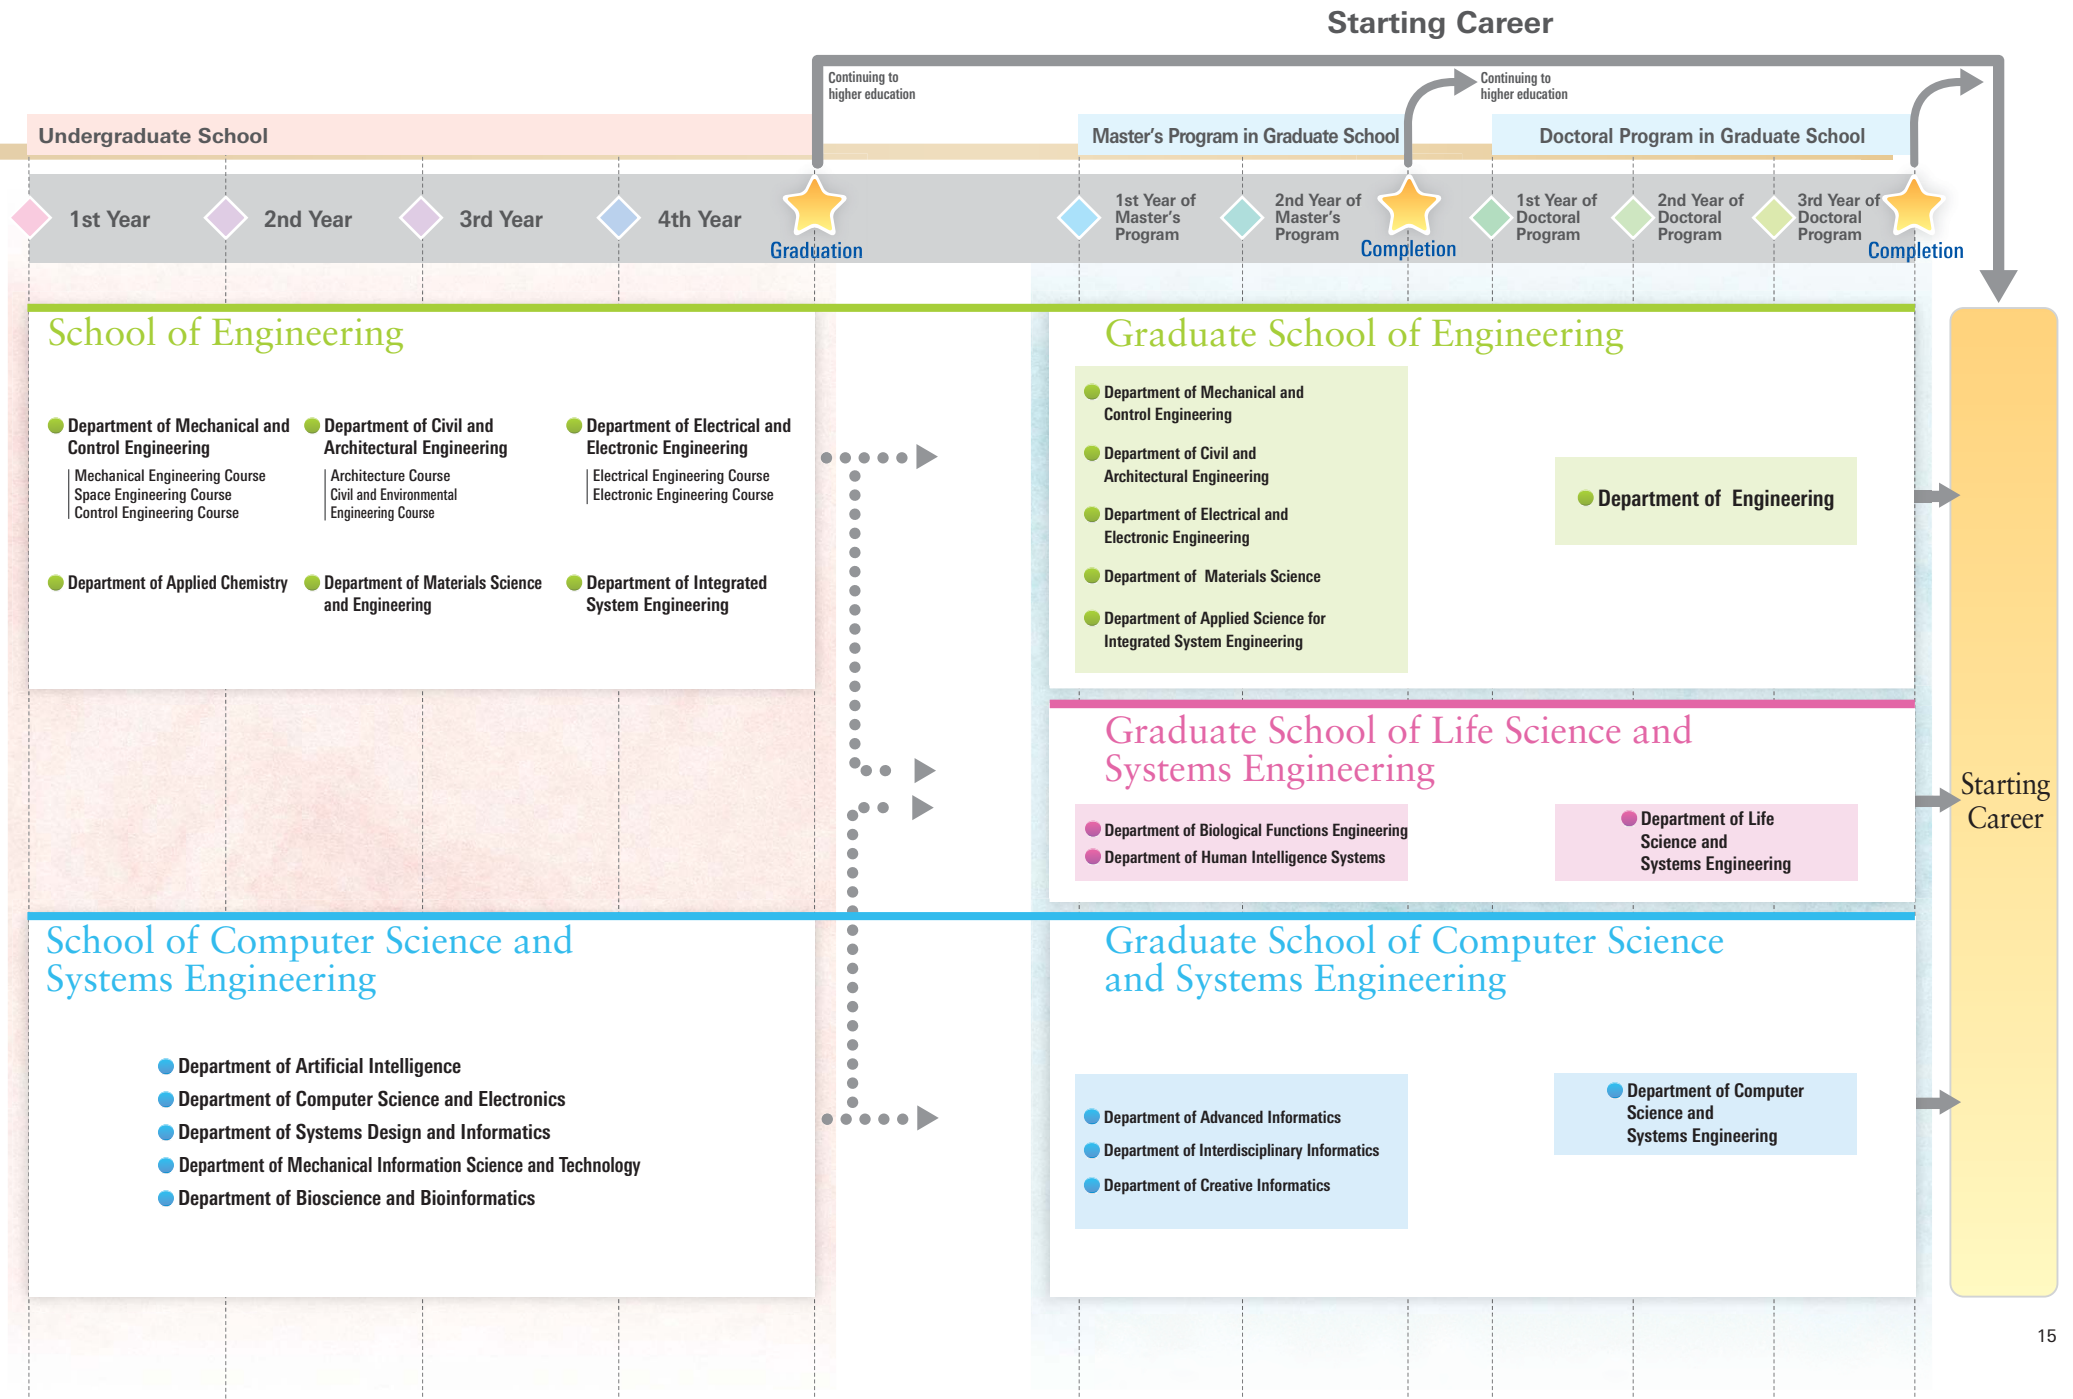 Starting Career
Continuing to
higher education
Continuing to
higher education
Undergraduate School
Master's Program in Graduate School
Doctoral Program in Graduate School
1st Year
2nd Year
3rd Year
4th Year
Graduation
1st Year of
Master's
Program
2nd Year of
Master's
Program
Completion
1st Year of
Doctoral
Program
2nd Year of
Doctoral
Program
3rd Year of
Doctoral
Program
Completion
School of Engineering
Department of Mechanical and
Control Engineering
Mechanical Engineering Course
Space Engineering Course
Control Engineering Course
Department of Civil and
Architectural Engineering
Architecture Course
Civil and Environmental
Engineering Course
Department of Electrical and
Electronic Engineering
Electrical Engineering Course
Electronic Engineering Course
Department of Applied Chemistry
Department of Materials Science
and Engineering
Department of Integrated
System Engineering
Graduate School of Engineering
Department of Mechanical and
Control Engineering
Department of Civil and
Architectural Engineering
Department of Electrical and
Electronic Engineering
Department of Materials Science
Department of Applied Science for
Integrated System Engineering
Department of Engineering
Graduate School of Life Science and
Systems Engineering
Department of Biological Functions Engineering
Department of Human Intelligence Systems
Department of Life
Science and
Systems Engineering
Starting
Career
School of Computer Science and
Systems Engineering
Department of Artificial Intelligence
Department of Computer Science and Electronics
Department of Systems Design and Informatics
Department of Mechanical Information Science and Technology
Department of Bioscience and Bioinformatics
Graduate School of Computer Science
and Systems Engineering
Department of Advanced Informatics
Department of Interdisciplinary Informatics
Department of Creative Informatics
Department of Computer
Science and
Systems Engineering
15